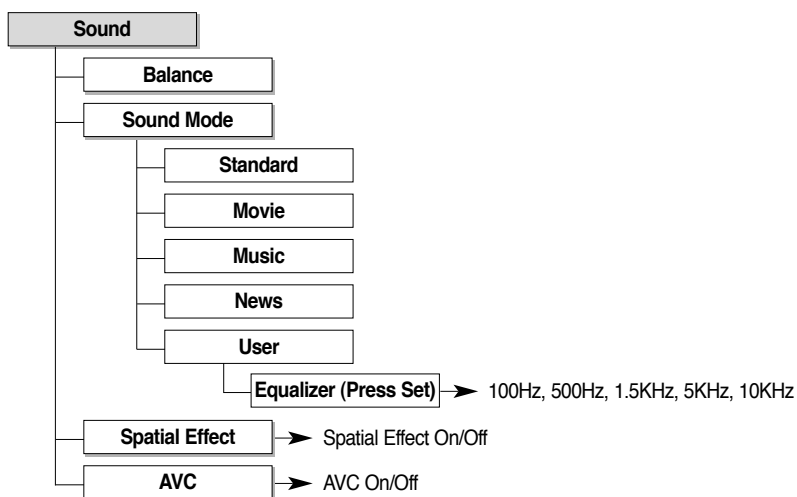 Sound
Balance
Sound Mode
Standard
Movie
Music
News
User
Equalizer (Press Set) 100Hz, 500Hz, 1.5KHz, 5KHz, 10KHz
Spatial Effect Spatial Effect On/Off
AVC AVC On/Off